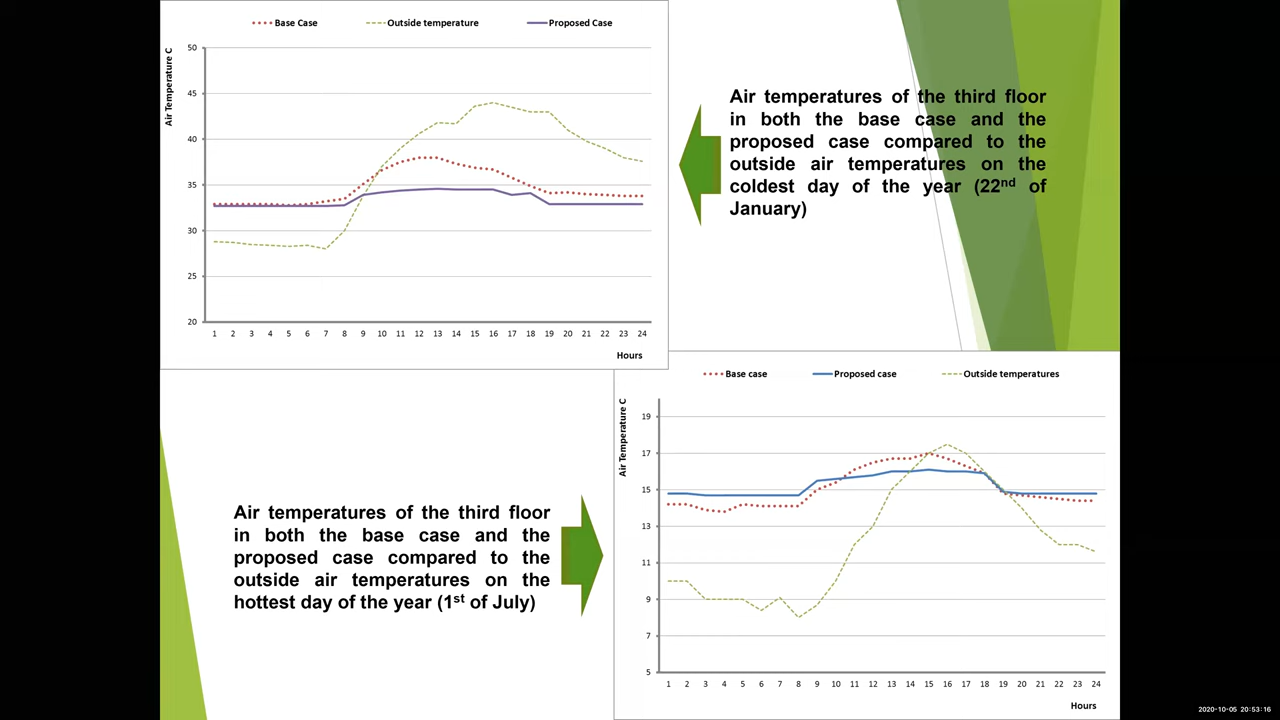 Base Case Outside temperature Proposed Case
Air Temperature C
50
45
40
35
30
25
20
1 2 3 4 5 6 7 8 9 10 11 12 13 14 15 16 17 18 19 20 21 22 23 24
Hours
Air temperatures of the third floor
in both the base case and the
proposed case compared to the
outside air temperatures on the
coldest day of the year (22nd of
January)
Air temperatures of the third floor
in both the base case and the
proposed case compared to the
outside air temperatures on the
hottest day of the year (1st of July)
Base case Proposed case Outside temperatures
Air Temperature C
19
17
15
13
11
9
7
5
1 2 3 4 5 6 7 8 9 10 11 12 13 14 15 16 17 18 19 20 21 22 23 24
Hours
2020-10-05 20:53:16